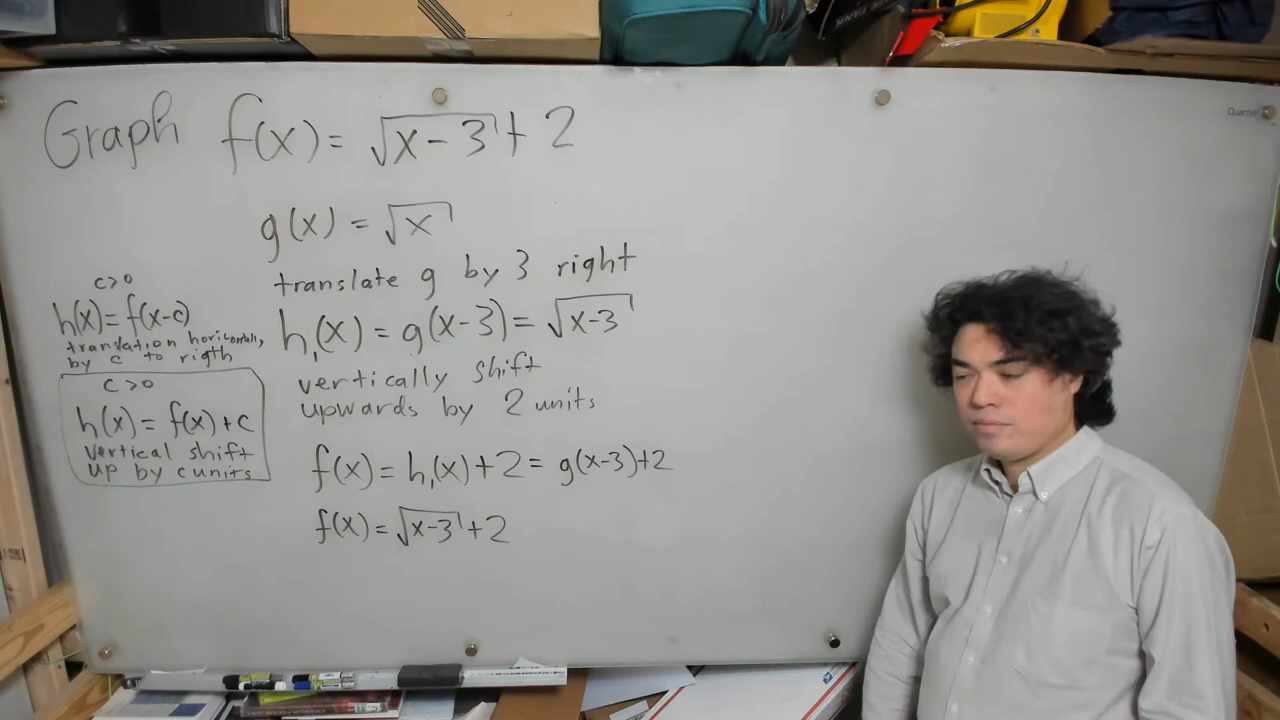 Graph f(x) = √(x-3) + 2
Quartet
g(x) = √x
translate g by 3 right
h₁(x) = g(x-3) = √(x-3)
vertically shift
upwards by 2 units
f(x) = h₁(x) + 2 = g(x-3) + 2
f(x) = √(x-3) + 2
c>0
h(x) = f(x-c)
translation horizontally,
by c to rigth
c>0
h(x) = f(x) + c
vertical shift
up by c units